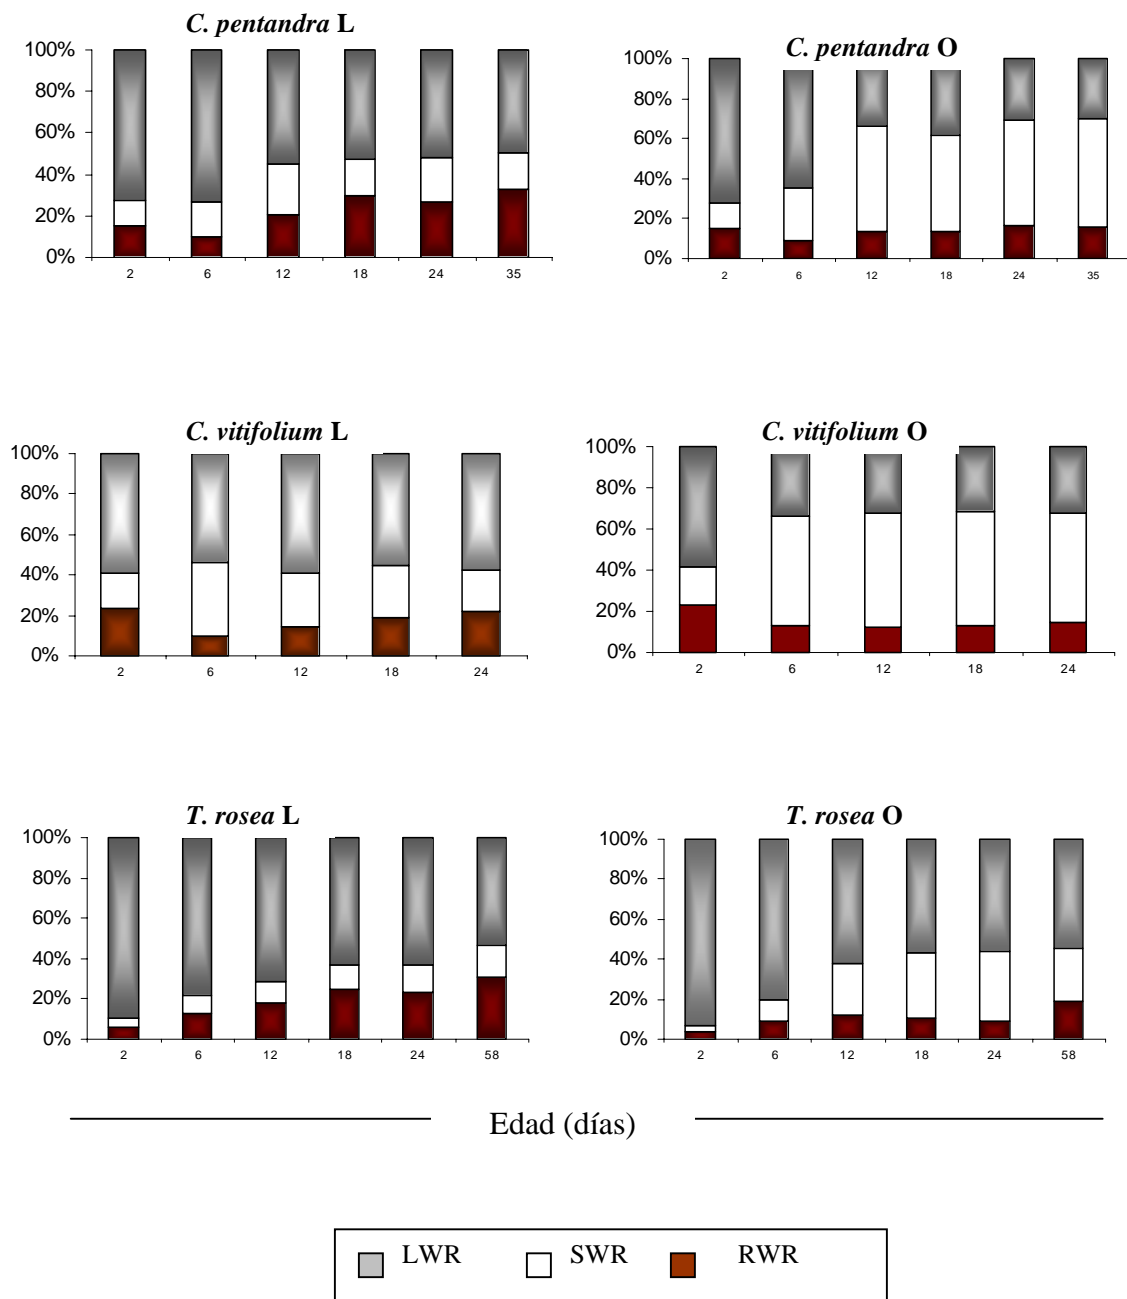 C. pentandra L
100%
80%
60%
40%
20%
0%
2 6 12 18 24 35
C. pentandra O
100%
80%
60%
40%
20%
0%
2 6 12 18 24 35
C. vitifolium L
100%
80%
60%
40%
20%
0%
2 6 12 18 24
C. vitifolium O
100%
80%
60%
40%
20%
0%
2 6 12 18 24
T. rosea L
100%
80%
60%
40%
20%
0%
2 6 12 18 24 58
T. rosea O
100%
80%
60%
40%
20%
0%
2 6 12 18 24 58
Edad (días)
LWR SWR RWR